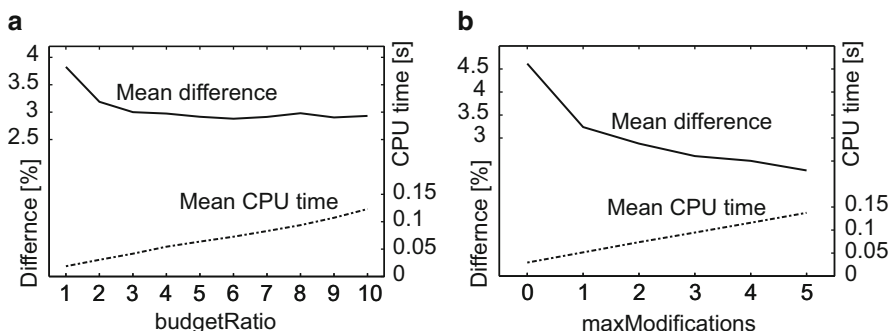 a
4
3.5
3
2.5
Differnce [%]
Mean difference
Mean CPU time
CPU time [s]
0.15
0.1
0.05
0
1 2 3 4 5 6 7 8 9 10
budgetRatio
b
4.5
4
3.5
3
Differnce [%]
Mean difference
Mean CPU time
CPU time [s]
0.15
0.1
0.05
0
0 1 2 3 4 5
maxModifications